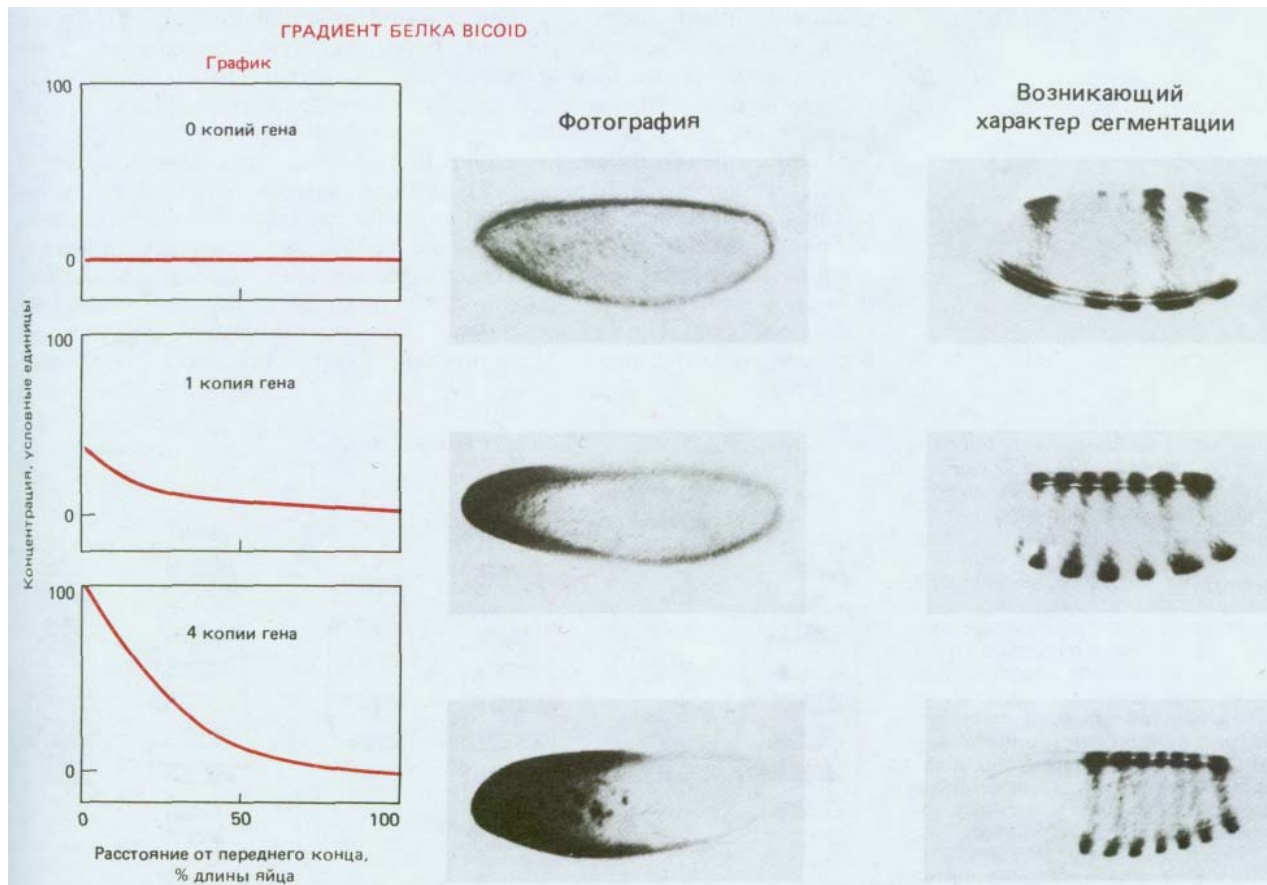 ГРАДИЕНТ БЕЛКА BICOID
График
Фотография
Возникающий
характер сегментации
Концентрация, условные единицы
100
0 копий гена
0
100
1 копия гена
0
100
4 копии гена
0
0
50
100
Расстояние от переднего конца,
% длины яйца